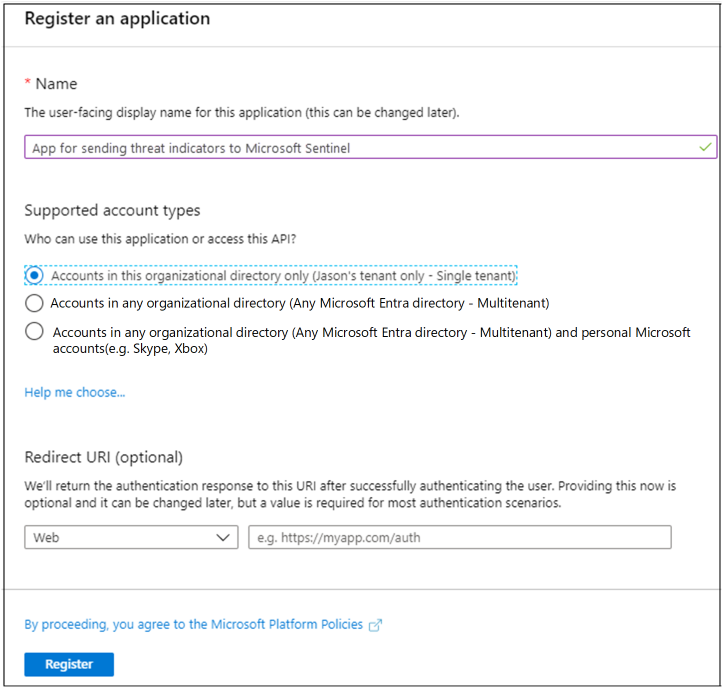 Register an application
* Name
The user-facing display name for this application (this can be changed later).
App for sending threat indicators to Microsoft Sentinel
Supported account types
Who can use this application or access this API?
Accounts in this organizational directory only (Jason's tenant only - Single tenant)
Accounts in any organizational directory (Any Microsoft Entra directory - Multitenant)
Accounts in any organizational directory (Any Microsoft Entra directory - Multitenant) and personal Microsoft
accounts(e.g. Skype, Xbox)
Help me choose...
Redirect URI (optional)
We'll return the authentication response to this URI after successfully authenticating the user. Providing this now is
optional and it can be changed later, but a value is required for most authentication scenarios.
Web
e.g. https://myapp.com/auth
By proceeding, you agree to the Microsoft Platform Policies
Register